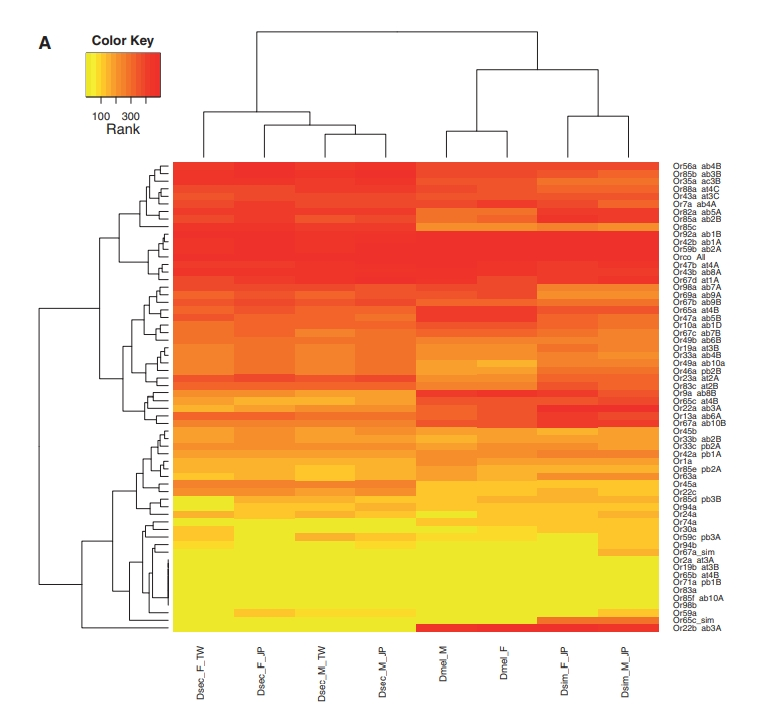 A
Color Key
100 300
Rank
Or56a ab4B
Or85b ab3B
Or35a ac3B
Or88a at4C
Or43a at3C
Or7a ab4A
Or82a ab5A
Or85a ab2B
Or85c
Or92a ab1B
Or42b ab1A
Or59b ab2A
Orco All
Or47b at4A
Or43b ab8A
Or67d at1A
Or98a ab7A
Or69a ab9A
Or67b ab9B
Or65a at4B
Or47a ab5B
Or10a ab1D
Or67c ab7B
Or49b ab6B
Or19a at3B
Or33a ab4B
Or49a ab10a
Or46a pb2B
Or23a at2A
Or83c at2B
Or9a ab8B
Or65c at4B
Or22a ab3A
Or13a ab6A
Or67a ab10B
Or45b
Or33b ab2B
Or33c pb2A
Or42a pb1A
Or1a
Or85e pb2A
Or63a
Or45a
Or22c
Or85d pb3B
Or94a
Or24a
Or74a
Or30a
Or59c pb3A
Or94b
Or67a_sim
Or2a at3A
Or19b at3B
Or65b at4B
Or71a pb1B
Or83a
Or85f ab10A
Or98b
Or59a
Or65c_sim
Or22b ab3A
Dsec_F_TW
Dsec_IF_JP
Dsec_MI_TW
Dsec_M_JP
Dmel_M
Dmel_F
Dsim_IF_JP
Dsim_M_JP